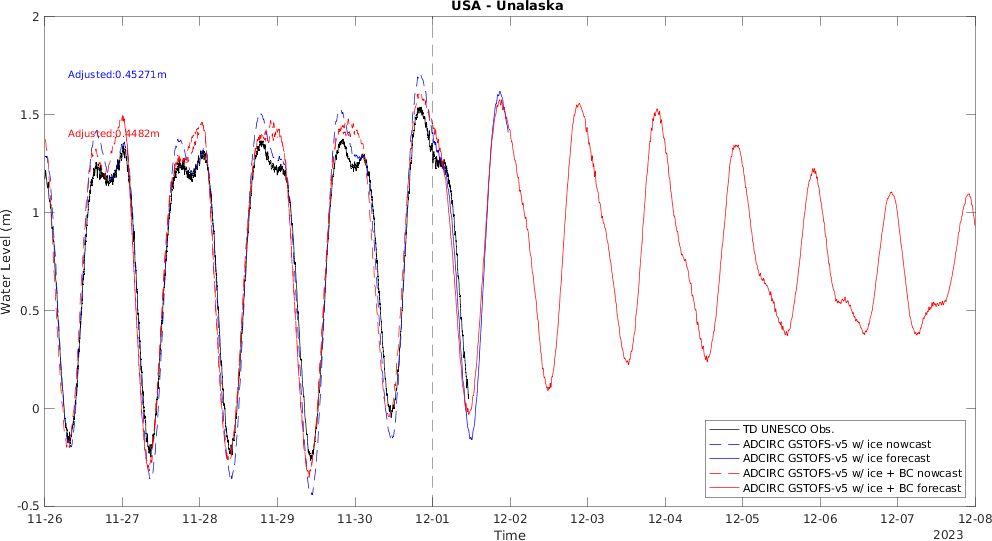 USA - Unalaska
2
1.5
1
0.5
0
-0.5
Water Level (m)
Adjusted:0.45271m
Adjusted:0.4482m
TD UNESCO Obs.
ADCIRC GSTOFS-v5 w/ ice nowcast
ADCIRC GSTOFS-v5 w/ ice forecast
ADCIRC GSTOFS-v5 w/ ice + BC nowcast
ADCIRC GSTOFS-v5 w/ ice + BC forecast
11-26 11-27 11-28 11-29 11-30 12-01 12-02 12-03 12-04 12-05 12-06 12-07 12-08
Time
2023